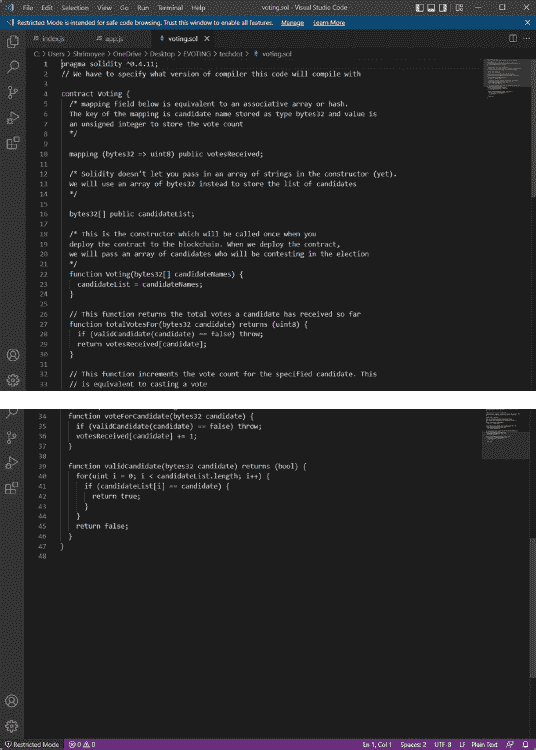 File Edit Selection View Go Run Terminal Help voting.sol - Visual Studio Code
Restricted Mode is intended for safe code browsing. Trust this window to enable all features. Manage Learn More
JS index.js JS app.js voting.sol
C: > Users > Shrimoyee > OneDrive > Desktop > EVOTING > techdot > voting.sol
1 pragma solidity ^0.4.11;
2 // We have to specify what version of compiler this code will compile with
3
4 contract Voting {
5 /* mapping field below is equivalent to an associative array or hash.
6 The key of the mapping is candidate name stored as type bytes32 and value is
7 an unsigned integer to store the vote count
8 */
9
10 mapping (bytes32 => uint8) public votesReceived;
11
12 /* Solidity doesn't let you pass in an array of strings in the constructor (yet).
13 We will use an array of bytes32 instead to store the list of candidates
14 */
15
16 bytes32[] public candidateList;
17
18 /* This is the constructor which will be called once when you
19 deploy the contract to the blockchain. When we deploy the contract,
20 we will pass an array of candidates who will be contesting in the election
21 */
22 function Voting(bytes32[] candidateNames) {
23 candidateList = candidateNames;
24 }
25
26 // This function returns the total votes a candidate has received so far
27 function totalVotesFor(bytes32 candidate) returns (uint8) {
28 if (validCandidate(candidate) == false) throw;
29 return votesReceived[candidate];
30 }
31
32 // This function increments the vote count for the specified candidate. This
33 // is equivalent to casting a vote
34 function voteForCandidate(bytes32 candidate) {
35 if (validCandidate(candidate) == false) throw;
36 votesReceived[candidate] += 1;
37 }
38
39 function validCandidate(bytes32 candidate) returns (bool) {
40 for(uint i = 0; i < candidateList.length; i++) {
41 if (candidateList[i] == candidate) {
42 return true;
43 }
44 }
45 return false;
46 }
47 }
48
Restricted Mode 0 0 Ln 1, Col 1 Spaces: 2 UTF-8 LF Plain Text